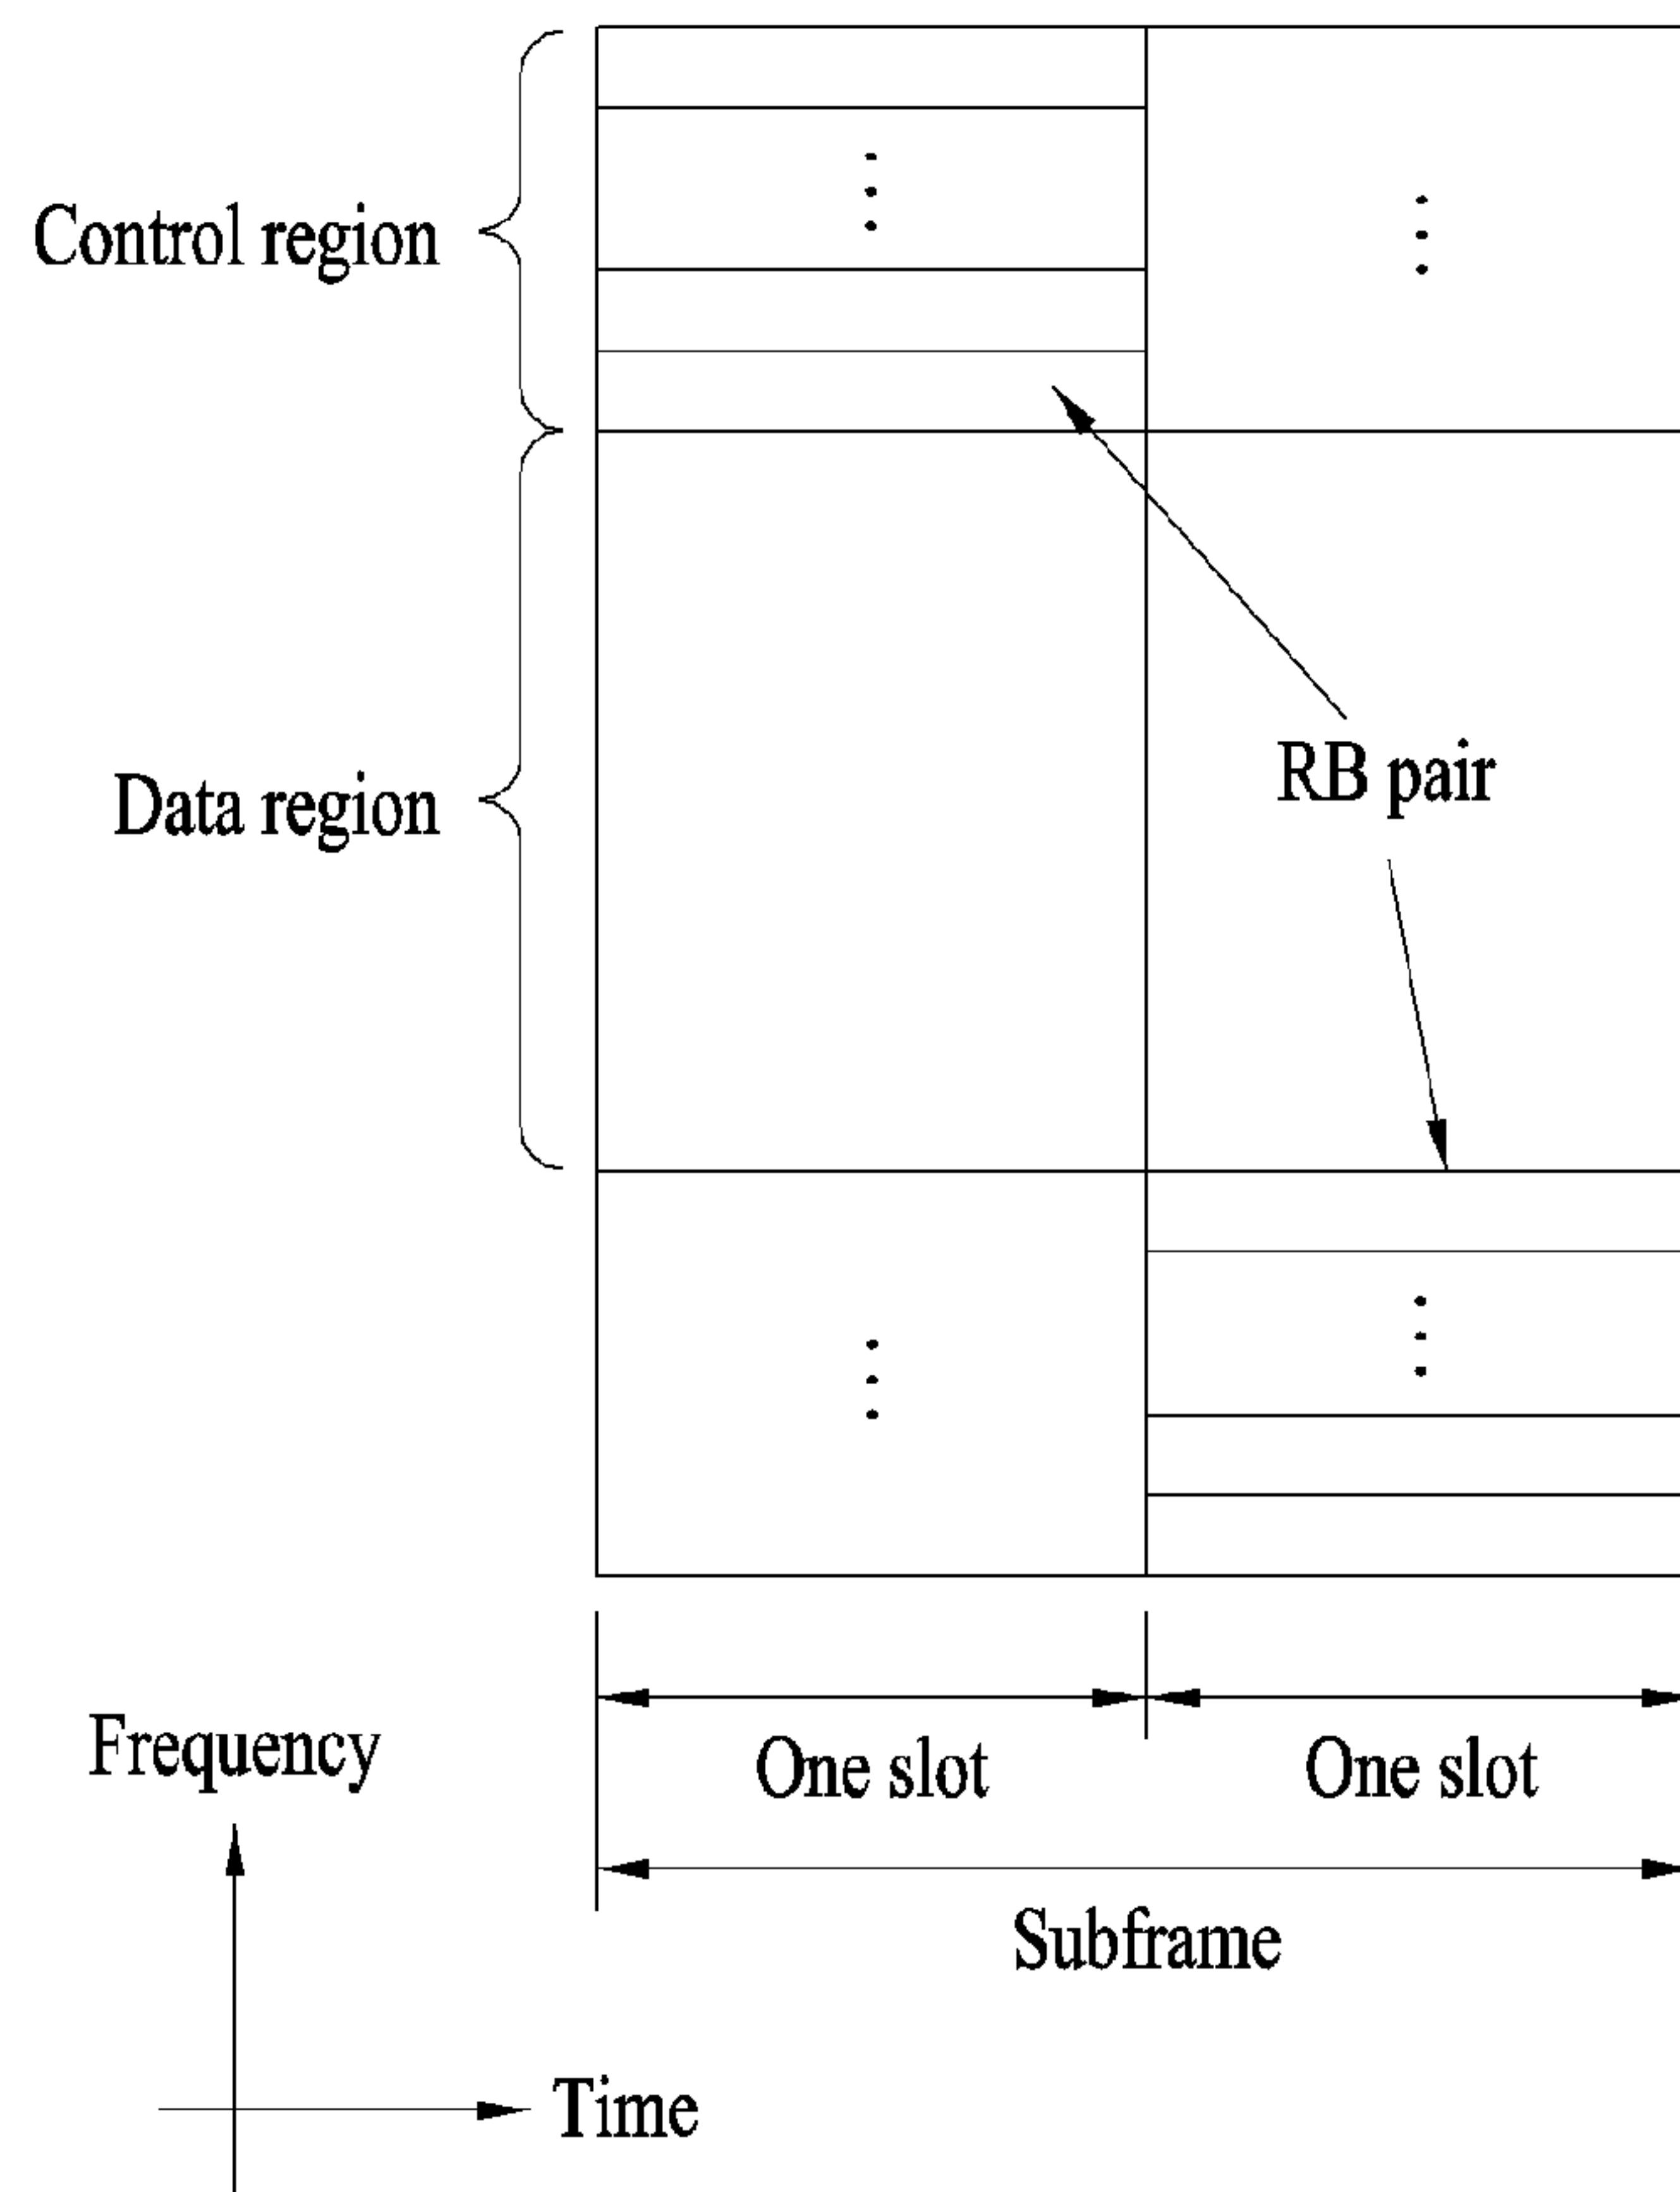 Control region
Data region
RB pair
Frequency
One slot
One slot
Subframe
Time